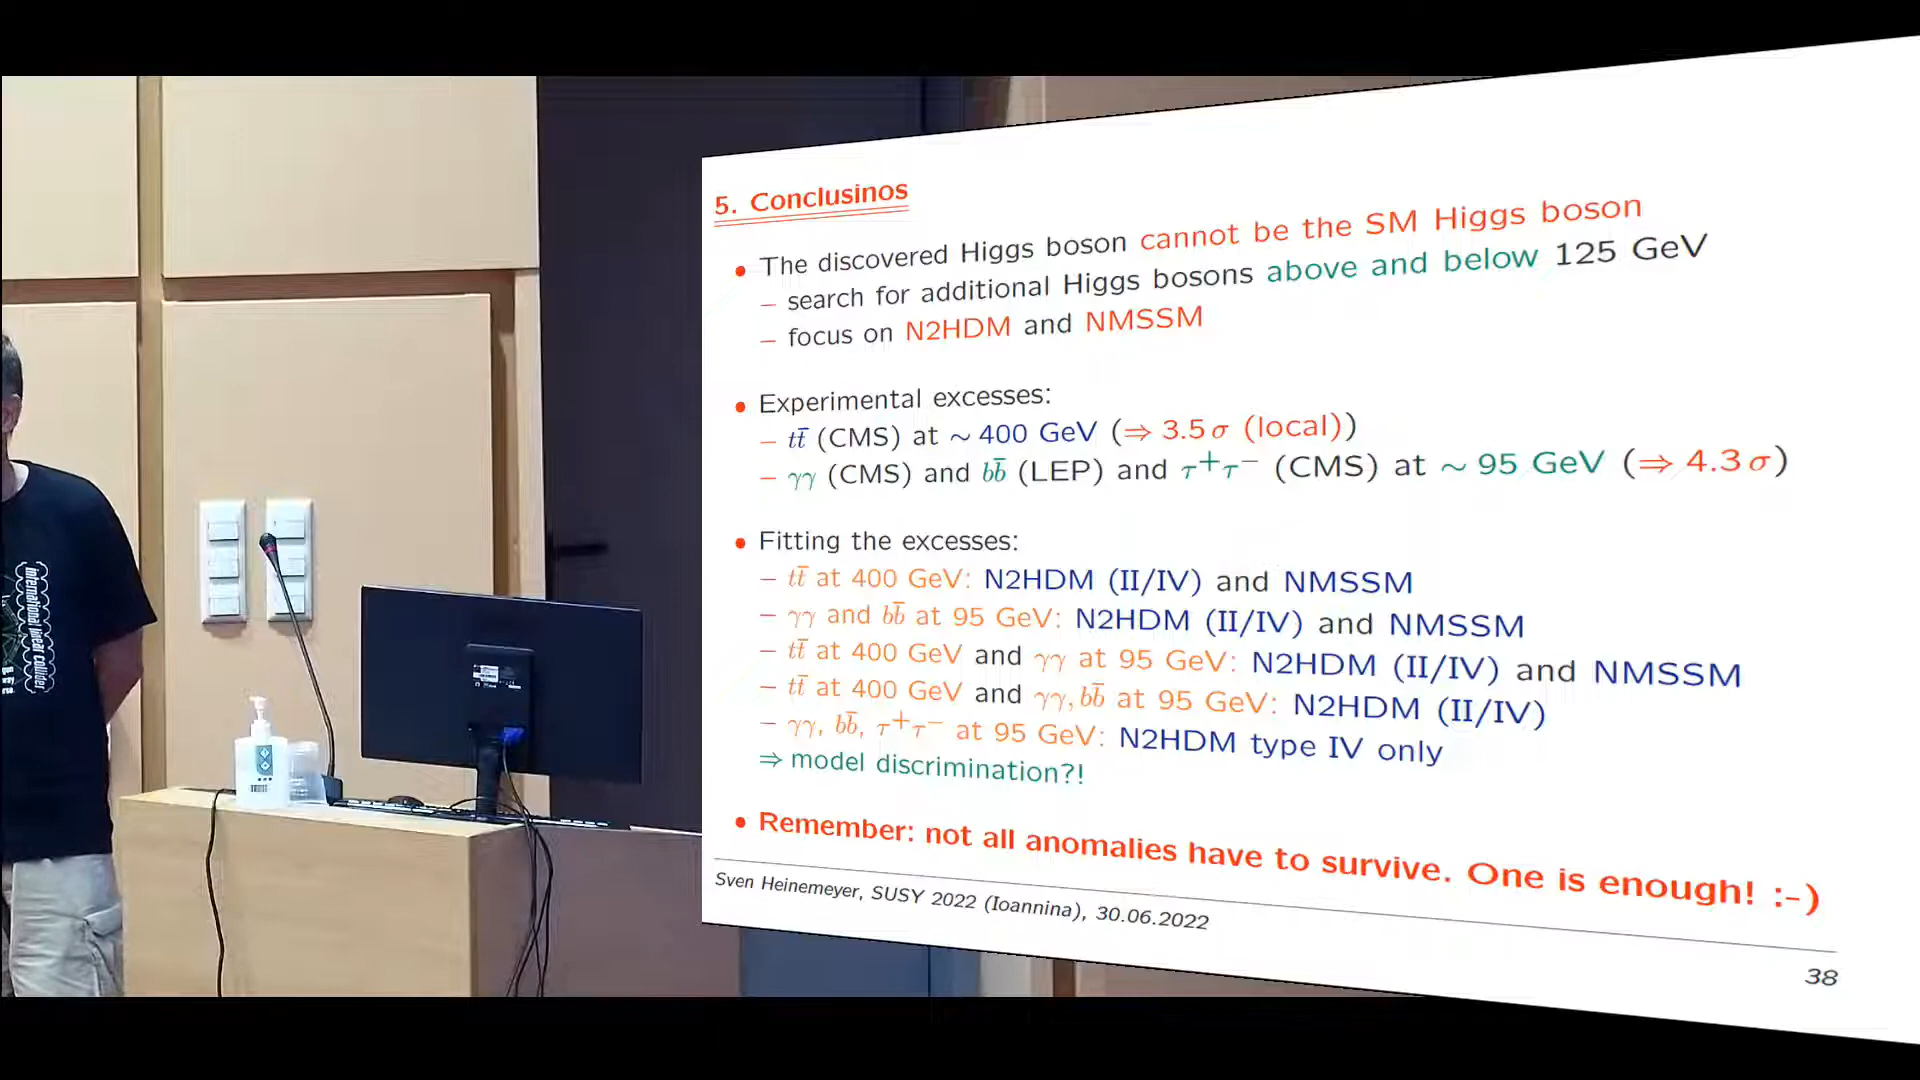 5. Conclusinos
• The discovered Higgs boson cannot be the SM Higgs boson
– search for additional Higgs bosons above and below 125 GeV
– focus on N2HDM and NMSSM
• Experimental excesses:
– tt̄ (CMS) at ∼ 400 GeV (⇒ 3.5 σ (local))
– γγ (CMS) and bb̄ (LEP) and τ⁺τ⁻ (CMS) at ∼ 95 GeV (⇒ 4.3 σ)
• Fitting the excesses:
– tt̄ at 400 GeV: N2HDM (II/IV) and NMSSM
– γγ and bb̄ at 95 GeV: N2HDM (II/IV) and NMSSM
– tt̄ at 400 GeV and γγ at 95 GeV: N2HDM (II/IV) and NMSSM
– tt̄ at 400 GeV and γγ, bb̄ at 95 GeV: N2HDM (II/IV)
– γγ, bb̄, τ⁺τ⁻ at 95 GeV: N2HDM type IV only
⇒ model discrimination?!
• Remember: not all anomalies have to survive. One is enough! :-)
Sven Heinemeyer, SUSY 2022 (Ioannina), 30.06.2022
38
international linear collider